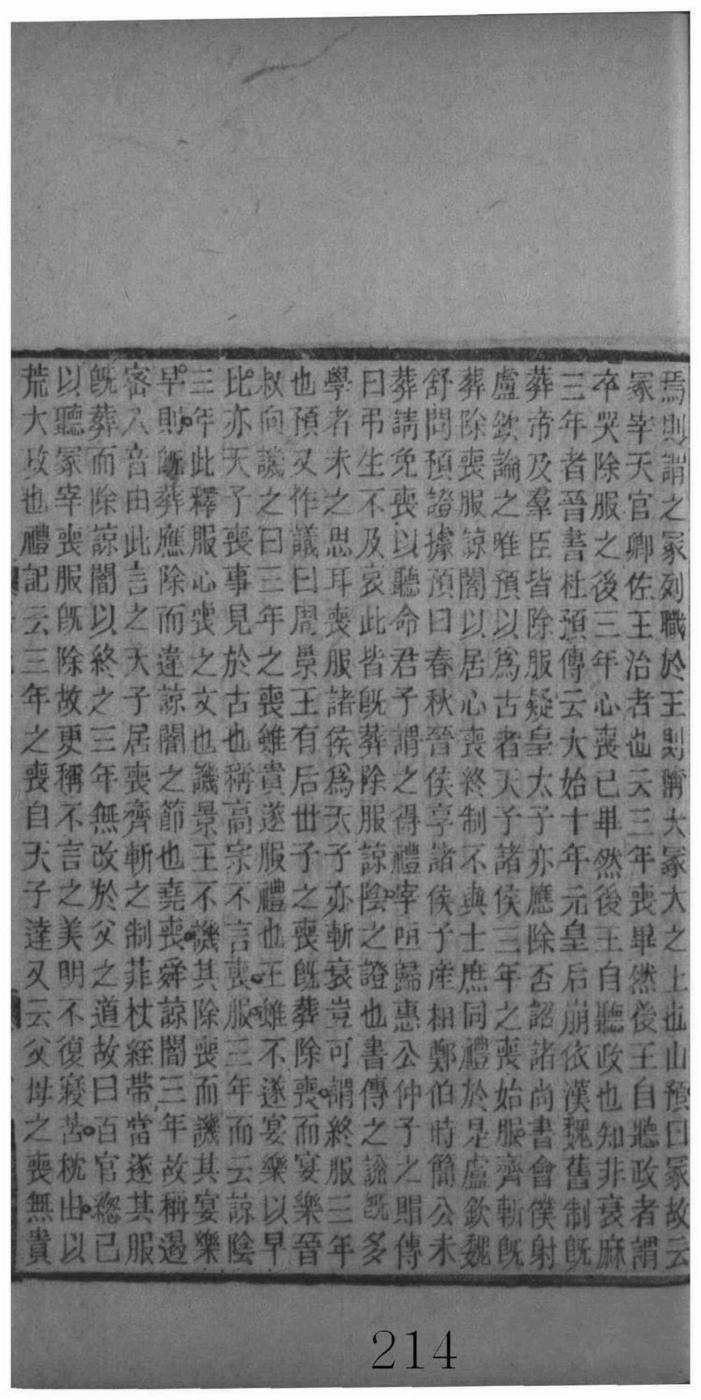 焉則謂之冢列職於王則謂大冢大之上也山頂曰冢故云
冢宰天官卿佐王治者也云三年喪畢然後王自聽政者謂
卒哭除服之後三年心喪已畢然後王自聽政也知非衰麻
三年者晉書杜預傳云太始十年元皇后崩依漢魏舊制既
葬帝及羣臣皆除服疑皇太子亦應除否詔諸尚書會僕射
盧欽論之唯預以爲古者天子諸侯三年之喪始服齊斬既
葬除喪服諒闇以居心喪終制不與士庶同禮於是盧欽魏
舒問預證據預曰春秋晉侯享諸侯子產相鄭伯時簡公未
葬請免喪以聽命君子謂之得禮宰咺歸惠公仲子之賵傳
曰弔生不及哀此皆既葬除服諒陰之證也書傳之說既多
學者未之思耳喪服諸侯爲天子亦斬衰豈可謂終服三年
也預又作議曰周景王有后世子之喪既葬除喪而宴樂晉
叔向譏之曰三年之喪雖貴遂服禮也王雖不遂宴樂以早
比亦天子喪事見於古也稱高宗不言喪服三年而云諒陰
三年此釋服心喪之文也譏景王不譏其除喪而譏其宴樂
早則既葬應除而違諒闇之節也堯喪舜諒闇三年故稱遏
密八音由此言之天子居喪齊斬之制菲杖絰帶當遂其服
既葬而除諒闇以終之三年無改於父之道故曰百官總己
以聽冢宰喪服既除故更稱不言之美明不復寢苫枕凷以
荒大政也禮記云三年之喪自天子達又云父母之喪無貴
214